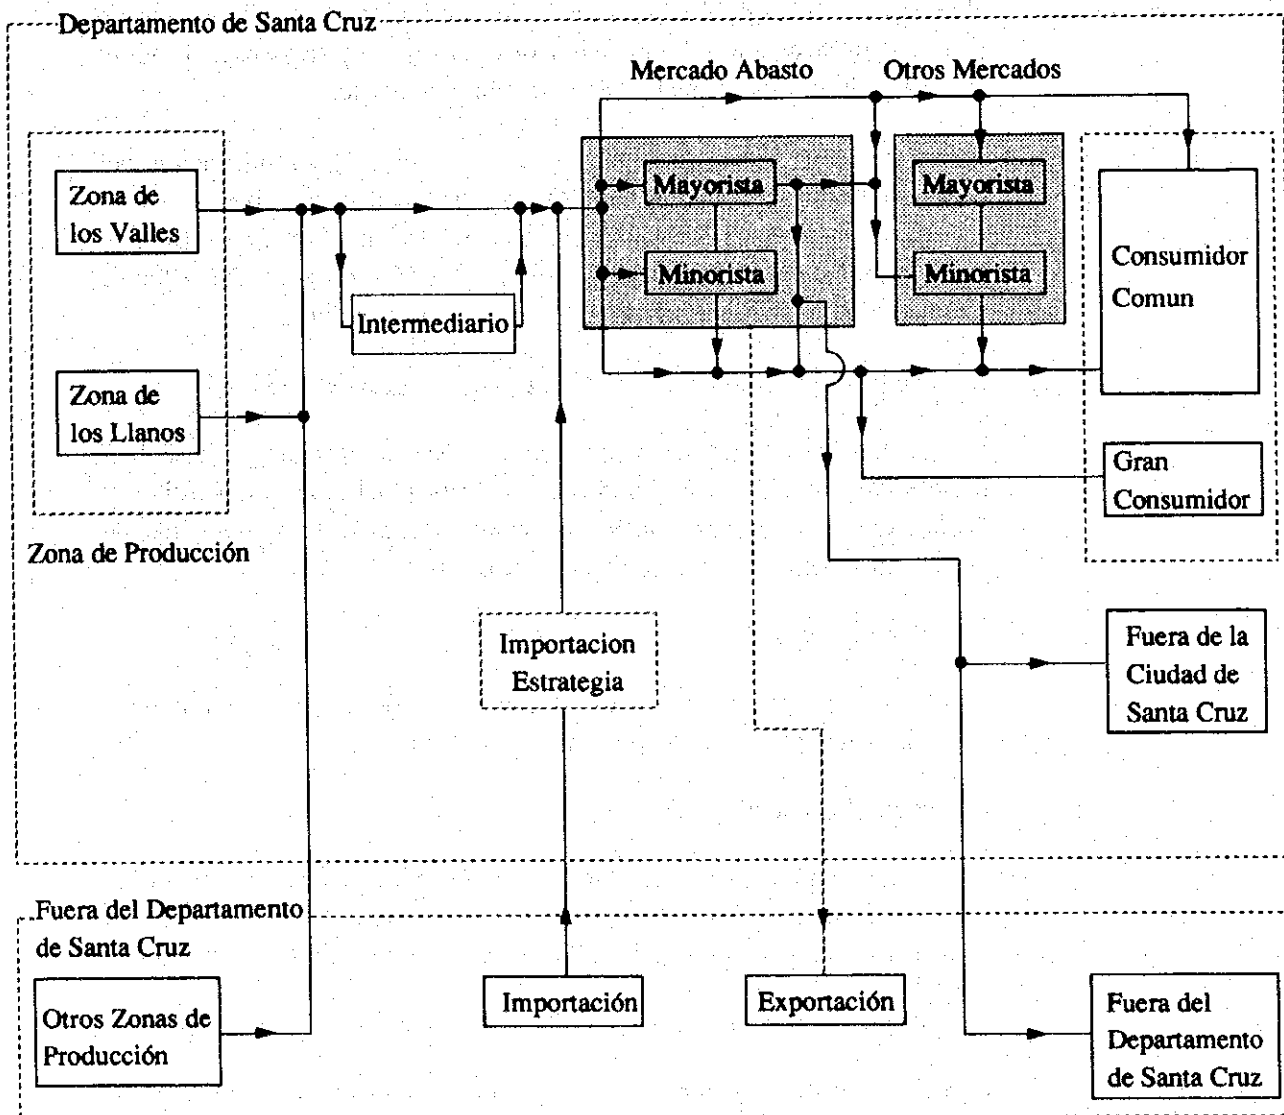 Departamento de Santa Cruz
Mercado Abasto
Otros Mercados
Zona de
los Valles
Mayorista
Mayorista
Consumidor
Comun
Minorista
Minorista
Intermediario
Zona de
los Llanos
Gran
Consumidor
Zona de Producción
Importacion
Estrategia
Fuera de la
Ciudad de
Santa Cruz
Fuera del Departamento
de Santa Cruz
Otros Zonas de
Producción
Importación
Exportación
Fuera del
Departamento
de Santa Cruz